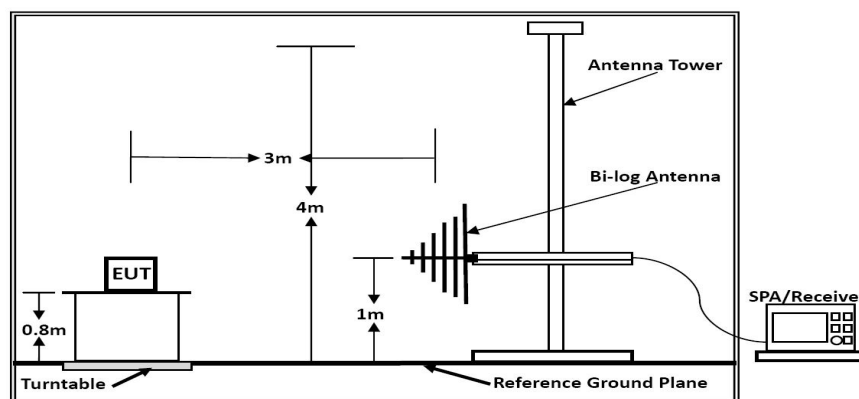 Antenna Tower
3m
Bi-log Antenna
4m
EUT
1m
SPA/Receive
0.8m
Turntable
Reference Ground Plane